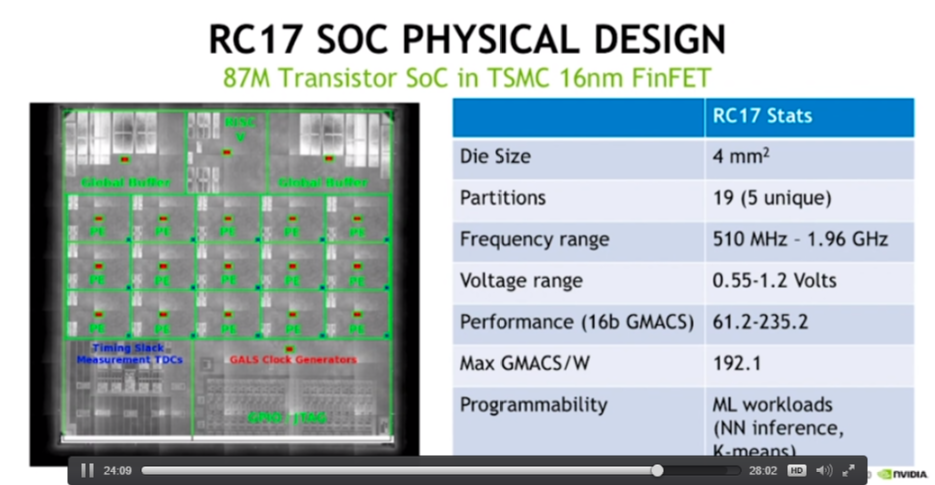 RC17 SOC PHYSICAL DESIGN
87M Transistor SoC in TSMC 16nm FinFET
RISC
V
Global Buffer Global Buffer
PE PE PE PE PE
PE PE PE PE PE
PE PE PE PE PE
Timing Slack
Measurement TDCs
GALS Clock Generators
GPIO / JTAG
RC17 Stats
Die Size 4 mm²
Partitions 19 (5 unique)
Frequency range 510 MHz – 1.96 GHz
Voltage range 0.55-1.2 Volts
Performance (16b GMACS) 61.2-235.2
Max GMACS/W 192.1
Programmability ML workloads
(NN inference,
K-means)
24:09 28:02 HD
NVIDIA